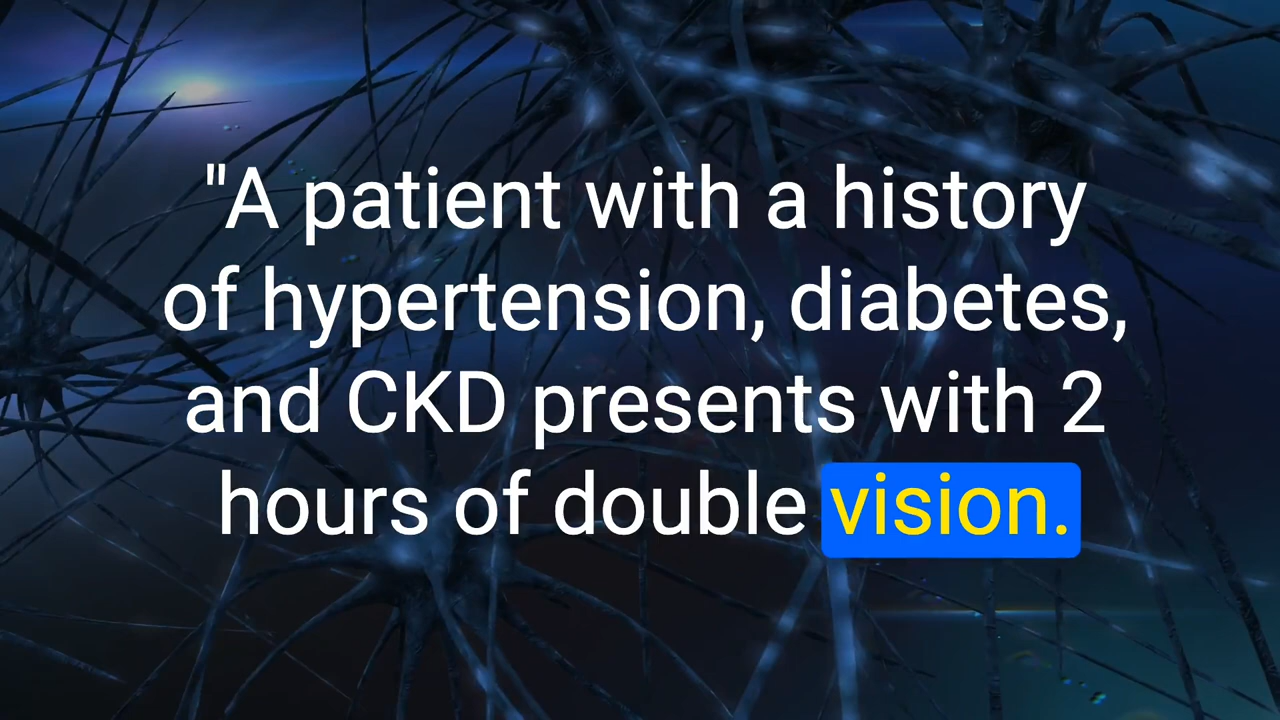 "A patient with a history
of hypertension, diabetes,
and CKD presents with 2
hours of double vision.